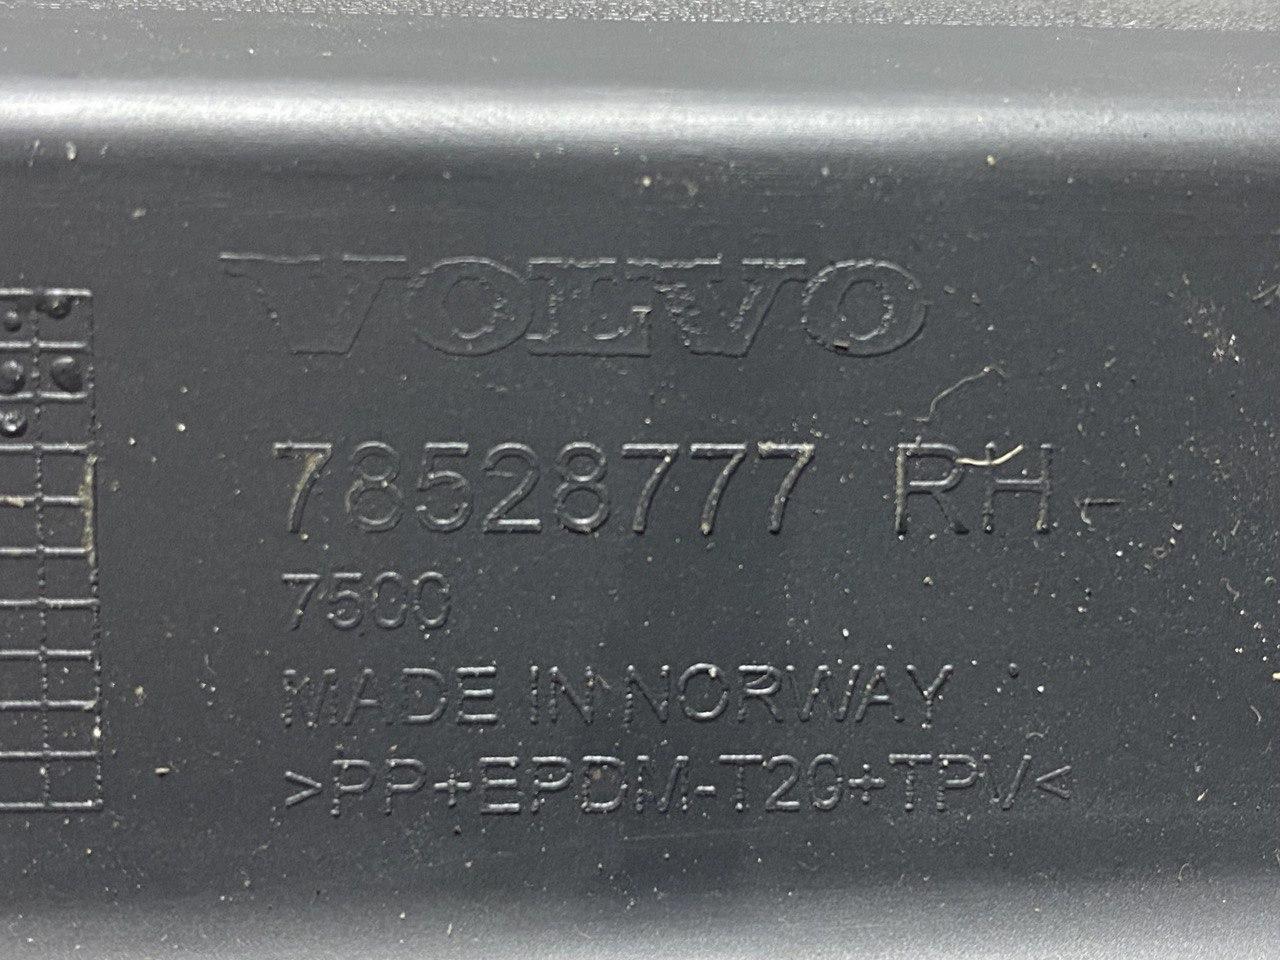 VOLVO
78528777 RH-
7500
MADE IN NORWAY
>PP+EPDM-T20+TPV<